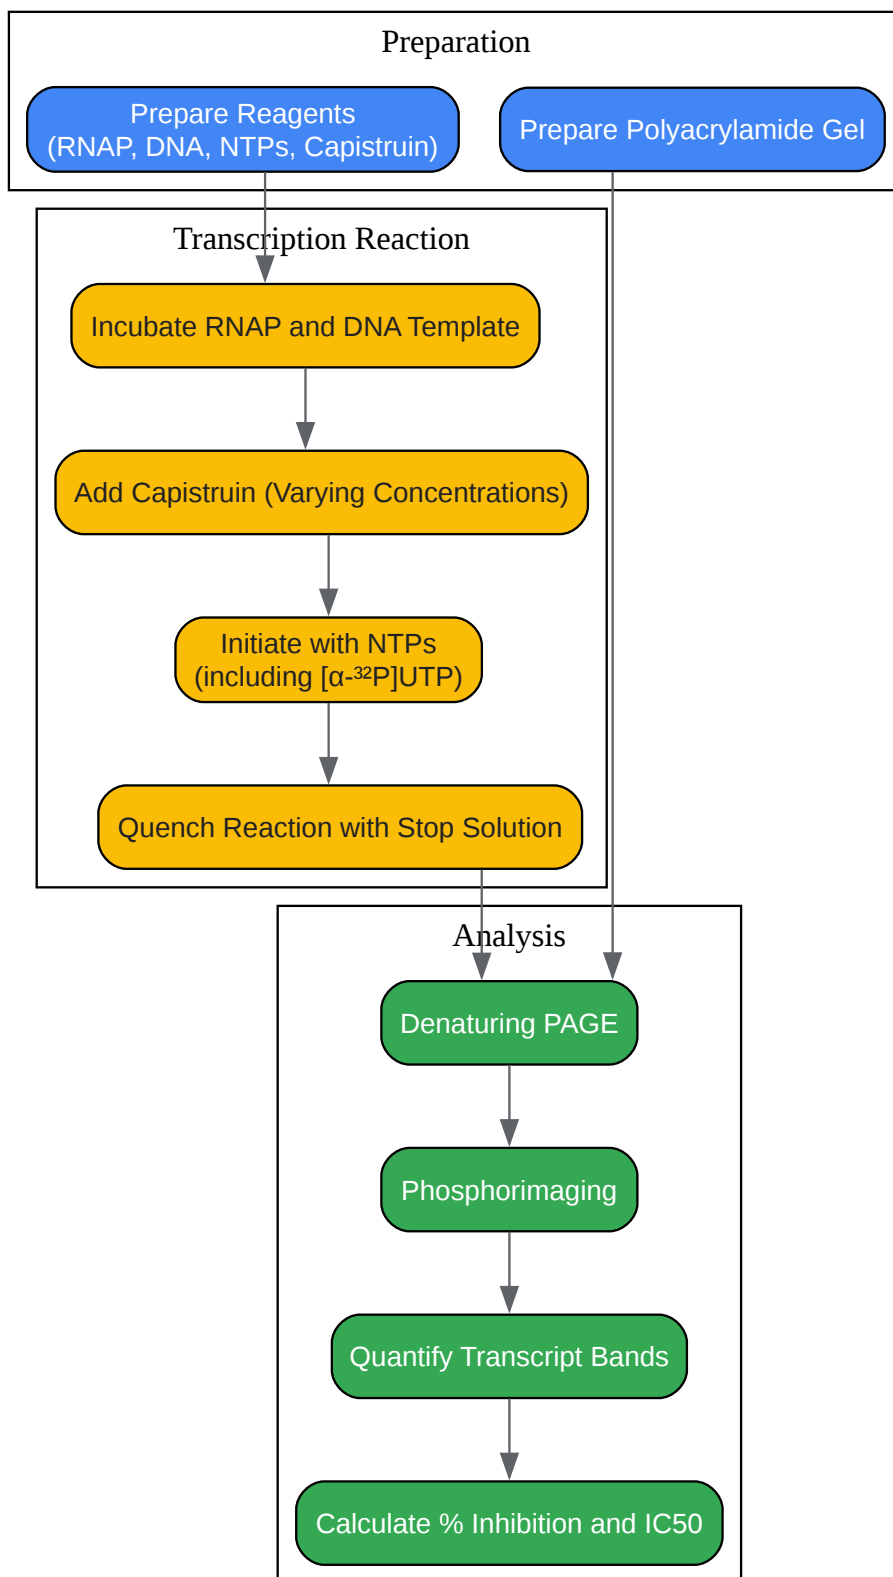 Preparation
Prepare Reagents
(RNAP, DNA, NTPs, Capistruin)
Prepare Polyacrylamide Gel
Transcription Reaction
Incubate RNAP and DNA Template
Add Capistruin (Varying Concentrations)
Initiate with NTPs
(including [α-³²P]UTP)
Quench Reaction with Stop Solution
Analysis
Denaturing PAGE
Phosphorimaging
Quantify Transcript Bands
Calculate % Inhibition and IC50